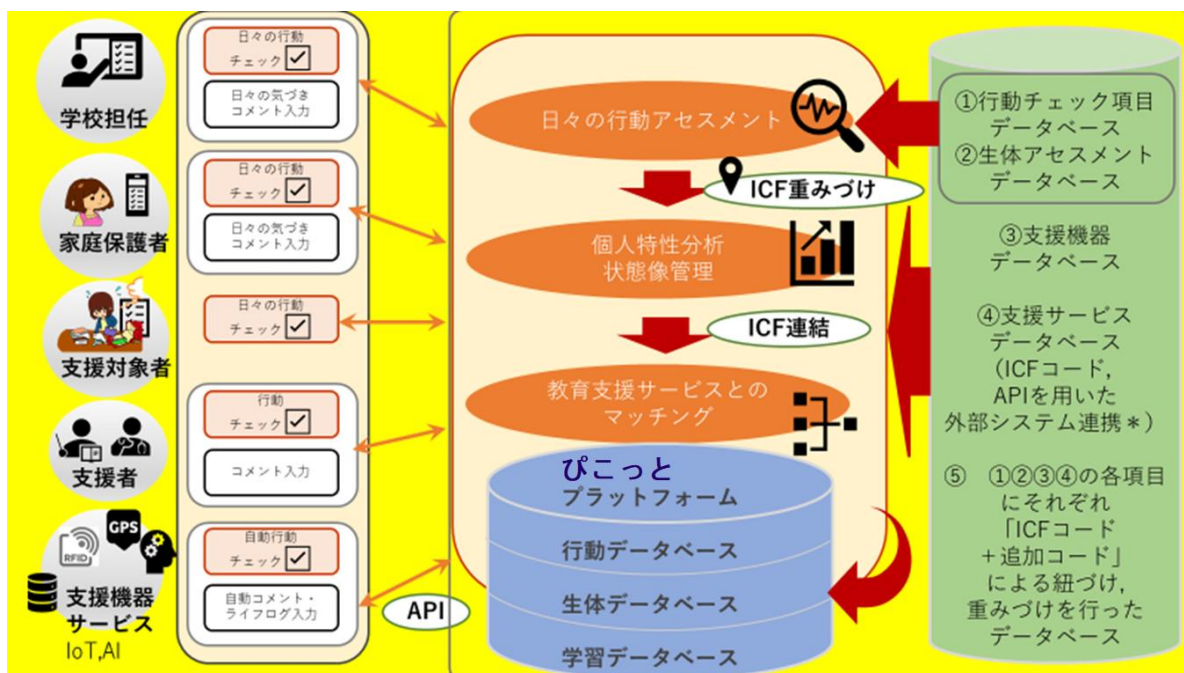 学校担任
日々の行動
チェック
日々の気づき
コメント入力
家庭保護者
日々の行動
チェック
日々の気づき
コメント入力
支援対象者
日々の行動
チェック
支援者
行動
チェック
コメント入力
GPS
RFID
支援機器
サービス
IoT,AI
自動行動
チェック
自動コメント・
ライフログ入力
API
日々の行動アセスメント
ICF重みづけ
個人特性分析
状態像管理
ICF連結
教育支援サービスとの
マッチング
ぴこっと
プラットフォーム
行動データベース
生体データベース
学習データベース
①行動チェック項目
データベース
②生体アセスメント
データベース
③支援機器
データベース
④支援サービス
データベース
(ICFコード,
APIを用いた
外部システム連携＊)
⑤ ①②③④の各項目
にそれぞれ
「ICFコード
+追加コード」
による紐づけ,
重みづけを行った
データベース